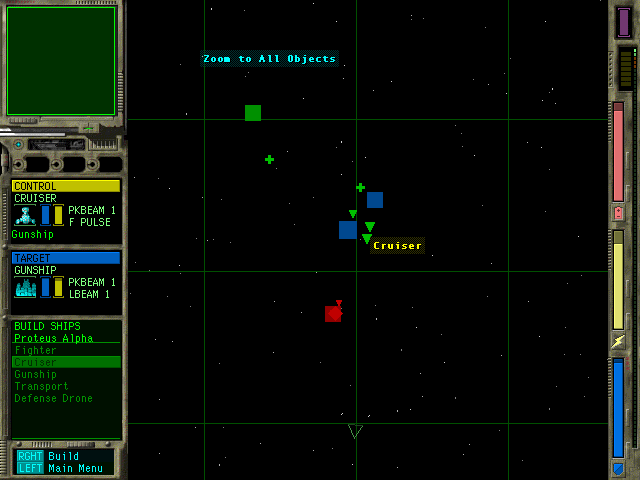 Zoom to All Objects
CONTROL
CRUISER
PKBEAM 1
F PULSE
Gunship
TARGET
GUNSHIP
PKBEAM 1
LBEAM 1
Cruiser
BUILD SHIPS
Proteus Alpha
Fighter
Cruiser
Gunship
Transport
Defense Drone
RGHT Build
LEFT Main Menu